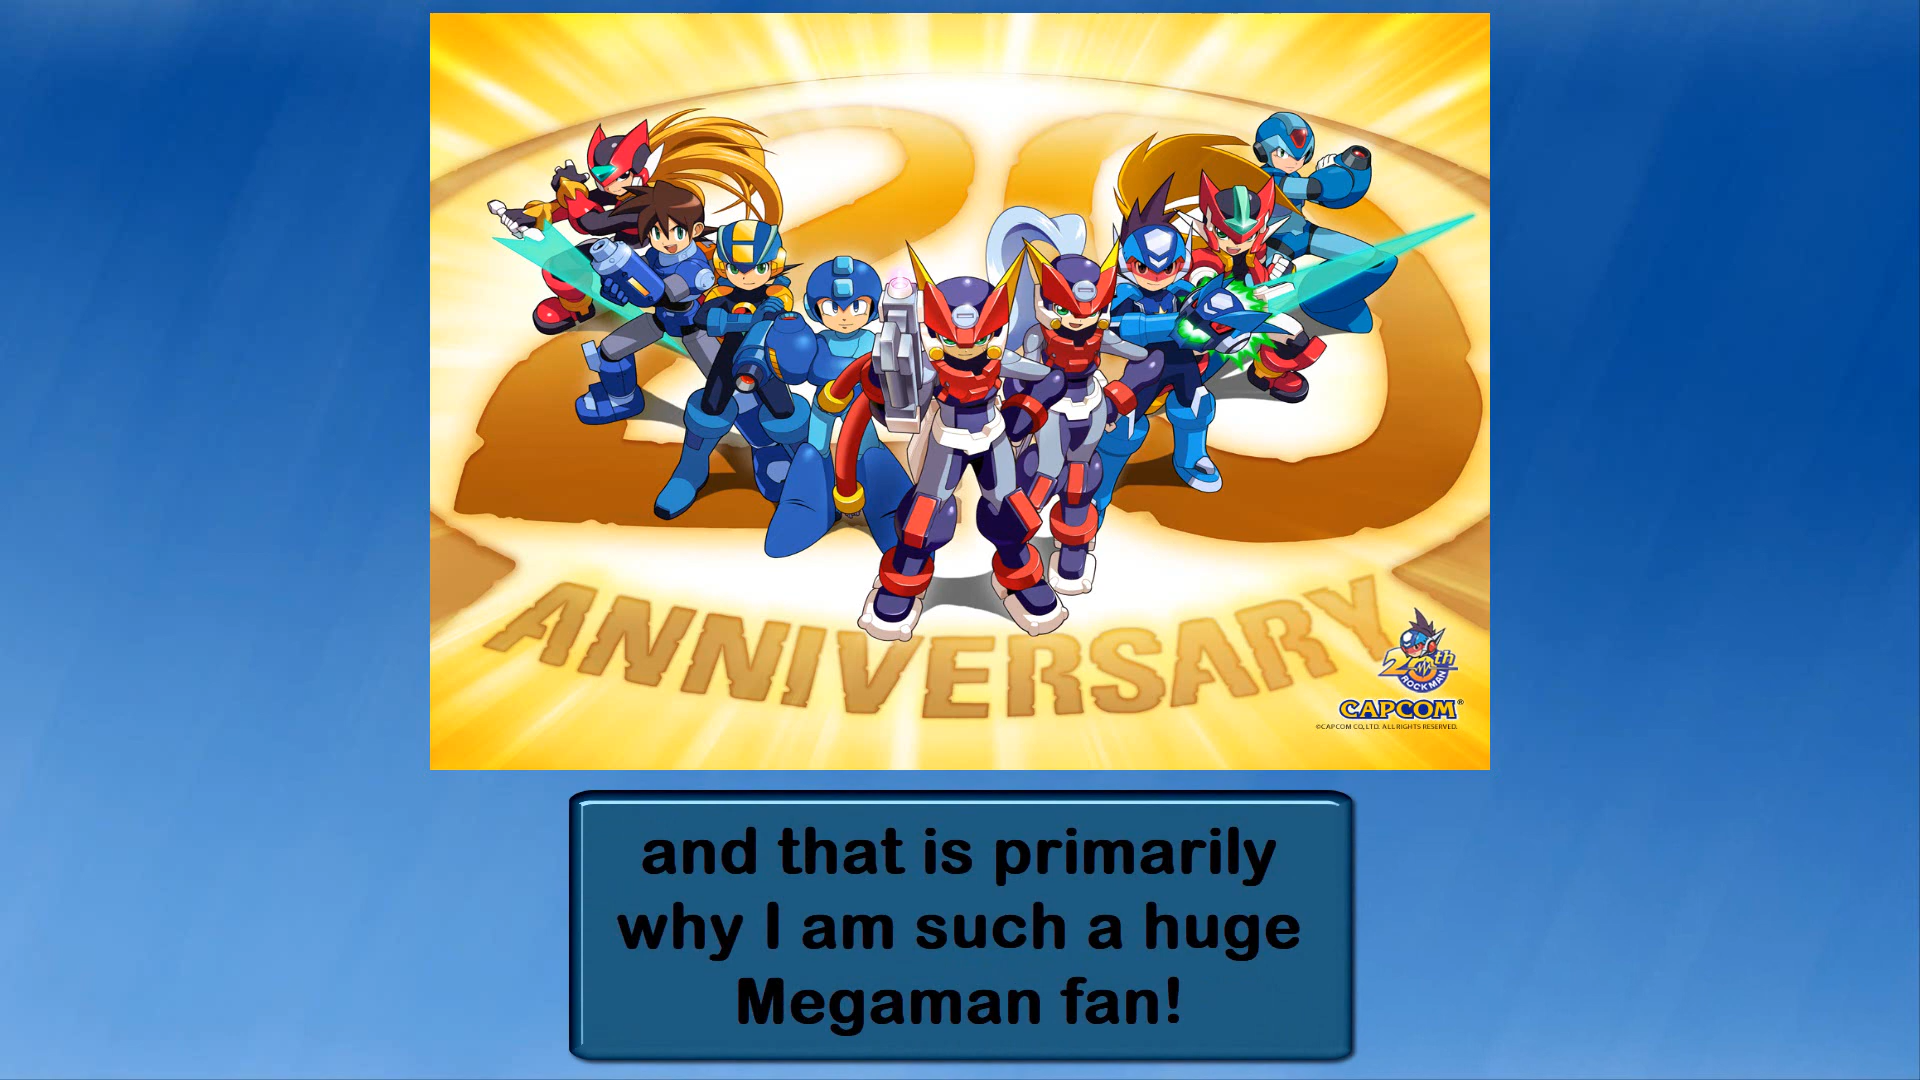 20
ANNIVERSARY
20th
ROCKMAN
CAPCOM®
©CAPCOM CO., LTD. ALL RIGHTS RESERVED.
and that is primarily
why I am such a huge
Megaman fan!